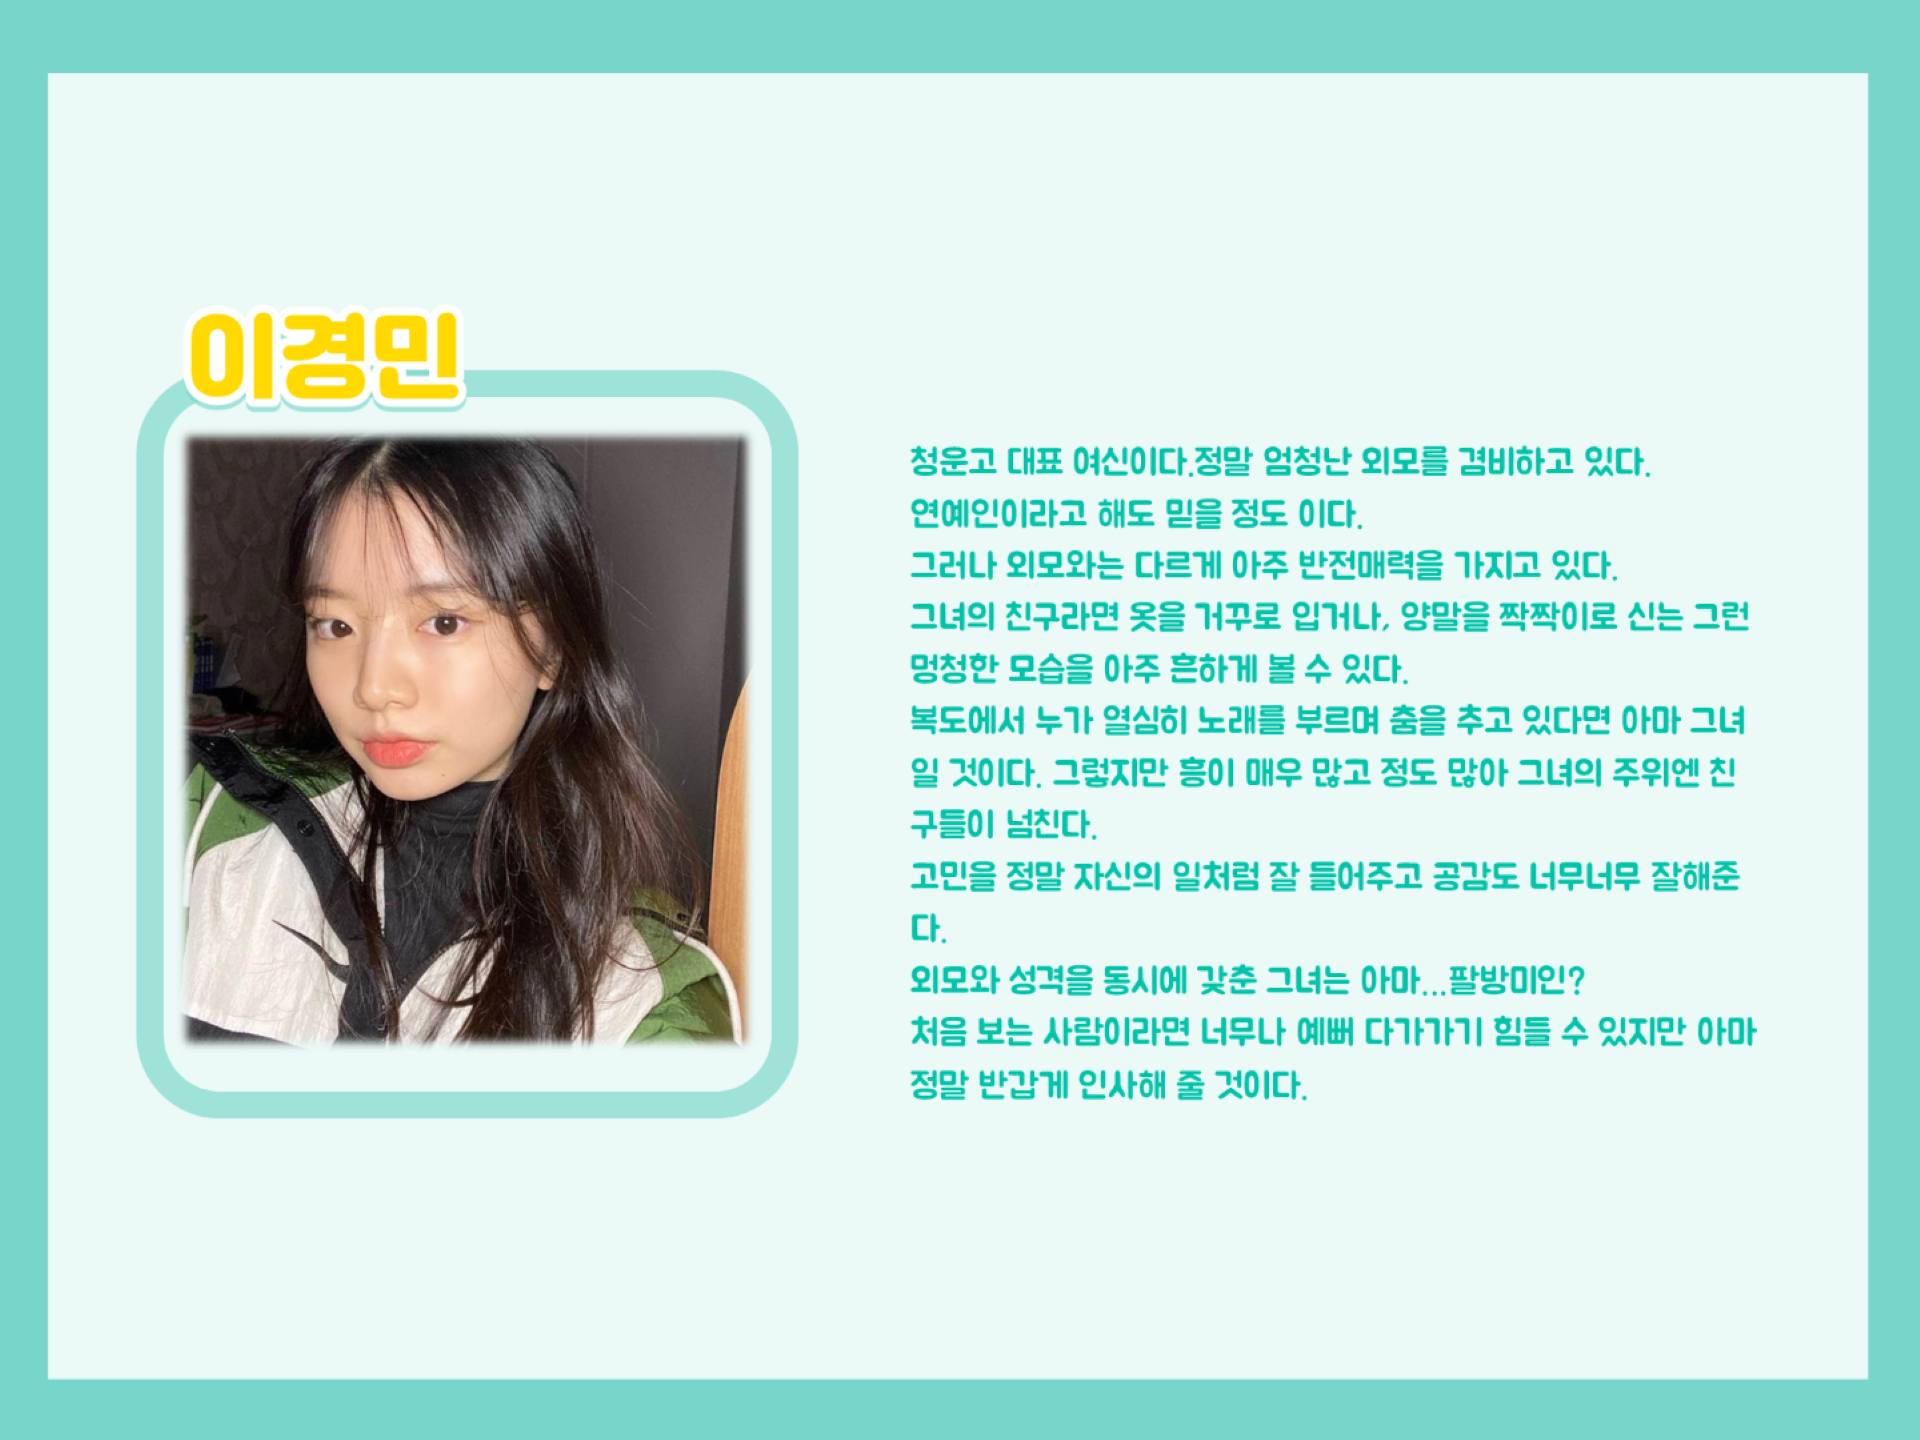 이경민
청운고 대표 여신이다.정말 엄청난 외모를 겸비하고 있다.
연예인이라고 해도 믿을 정도 이다.
그러나 외모와는 다르게 아주 반전매력을 가지고 있다.
그녀의 친구라면 옷을 거꾸로 입거나, 양말을 짝짝이로 신는 그런
멍청한 모습을 아주 흔하게 볼 수 있다.
복도에서 누가 열심히 노래를 부르며 춤을 추고 있다면 아마 그녀
일 것이다. 그렇지만 흥이 매우 많고 정도 많아 그녀의 주위엔 친
구들이 넘친다.
고민을 정말 자신의 일처럼 잘 들어주고 공감도 너무너무 잘해준
다.
외모와 성격을 동시에 갖춘 그녀는 아마...팔방미인?
처음 보는 사람이라면 너무나 예뻐 다가가기 힘들 수 있지만 아마
정말 반갑게 인사해 줄 것이다.